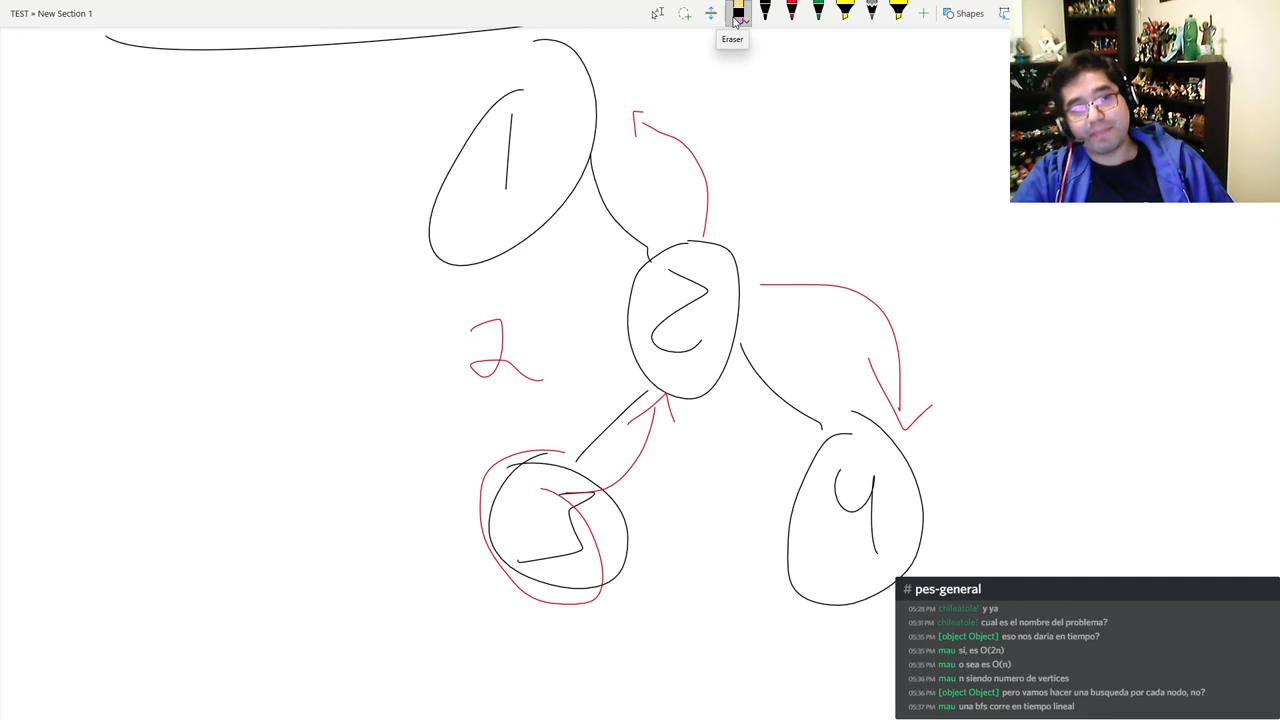 TEST » New Section 1
Shapes
Eraser
1
2
2
3
4
# pes-general
05:28 PM chileatole! y ya
05:31 PM chileatole! cual es el nombre del problema?
05:35 PM [object Object] eso nos daria en tiempo?
05:35 PM mau si, es O(2n)
05:35 PM mau o sea es O(n)
05:36 PM mau n siendo numero de vertices
05:36 PM [object Object] pero vamos hacer una busqueda por cada nodo, no?
05:37 PM mau una bfs corre en tiempo lineal